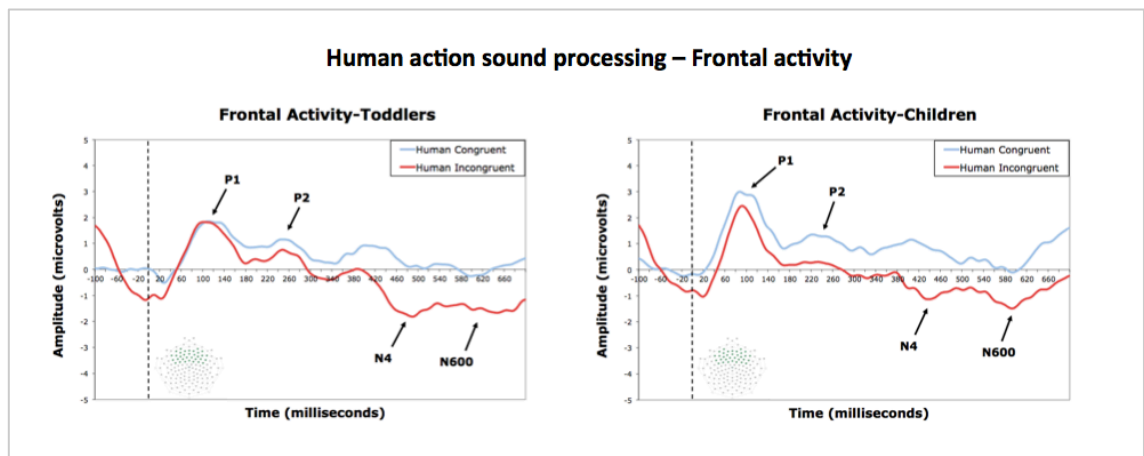 Human action sound processing – Frontal activity
Frontal Activity-Toddlers
Amplitude (microvolts)
5
4
3
2
1
0
-1
-2
-3
-4
-5
Human Congruent
Human Incongruent
P1
P2
N4
N600
-100 -60 -20 20 60 100 140 180 220 260 300 340 380 420 460 500 540 580 620 660
Time (milliseconds)
Frontal Activity-Children
Amplitude (microvolts)
5
4
3
2
1
0
-1
-2
-3
-4
-5
Human Congruent
Human Incongruent
P1
P2
N4
N600
-100 -60 -20 20 60 100 140 180 220 260 300 340 380 420 460 500 540 580 620 660
Time (milliseconds)